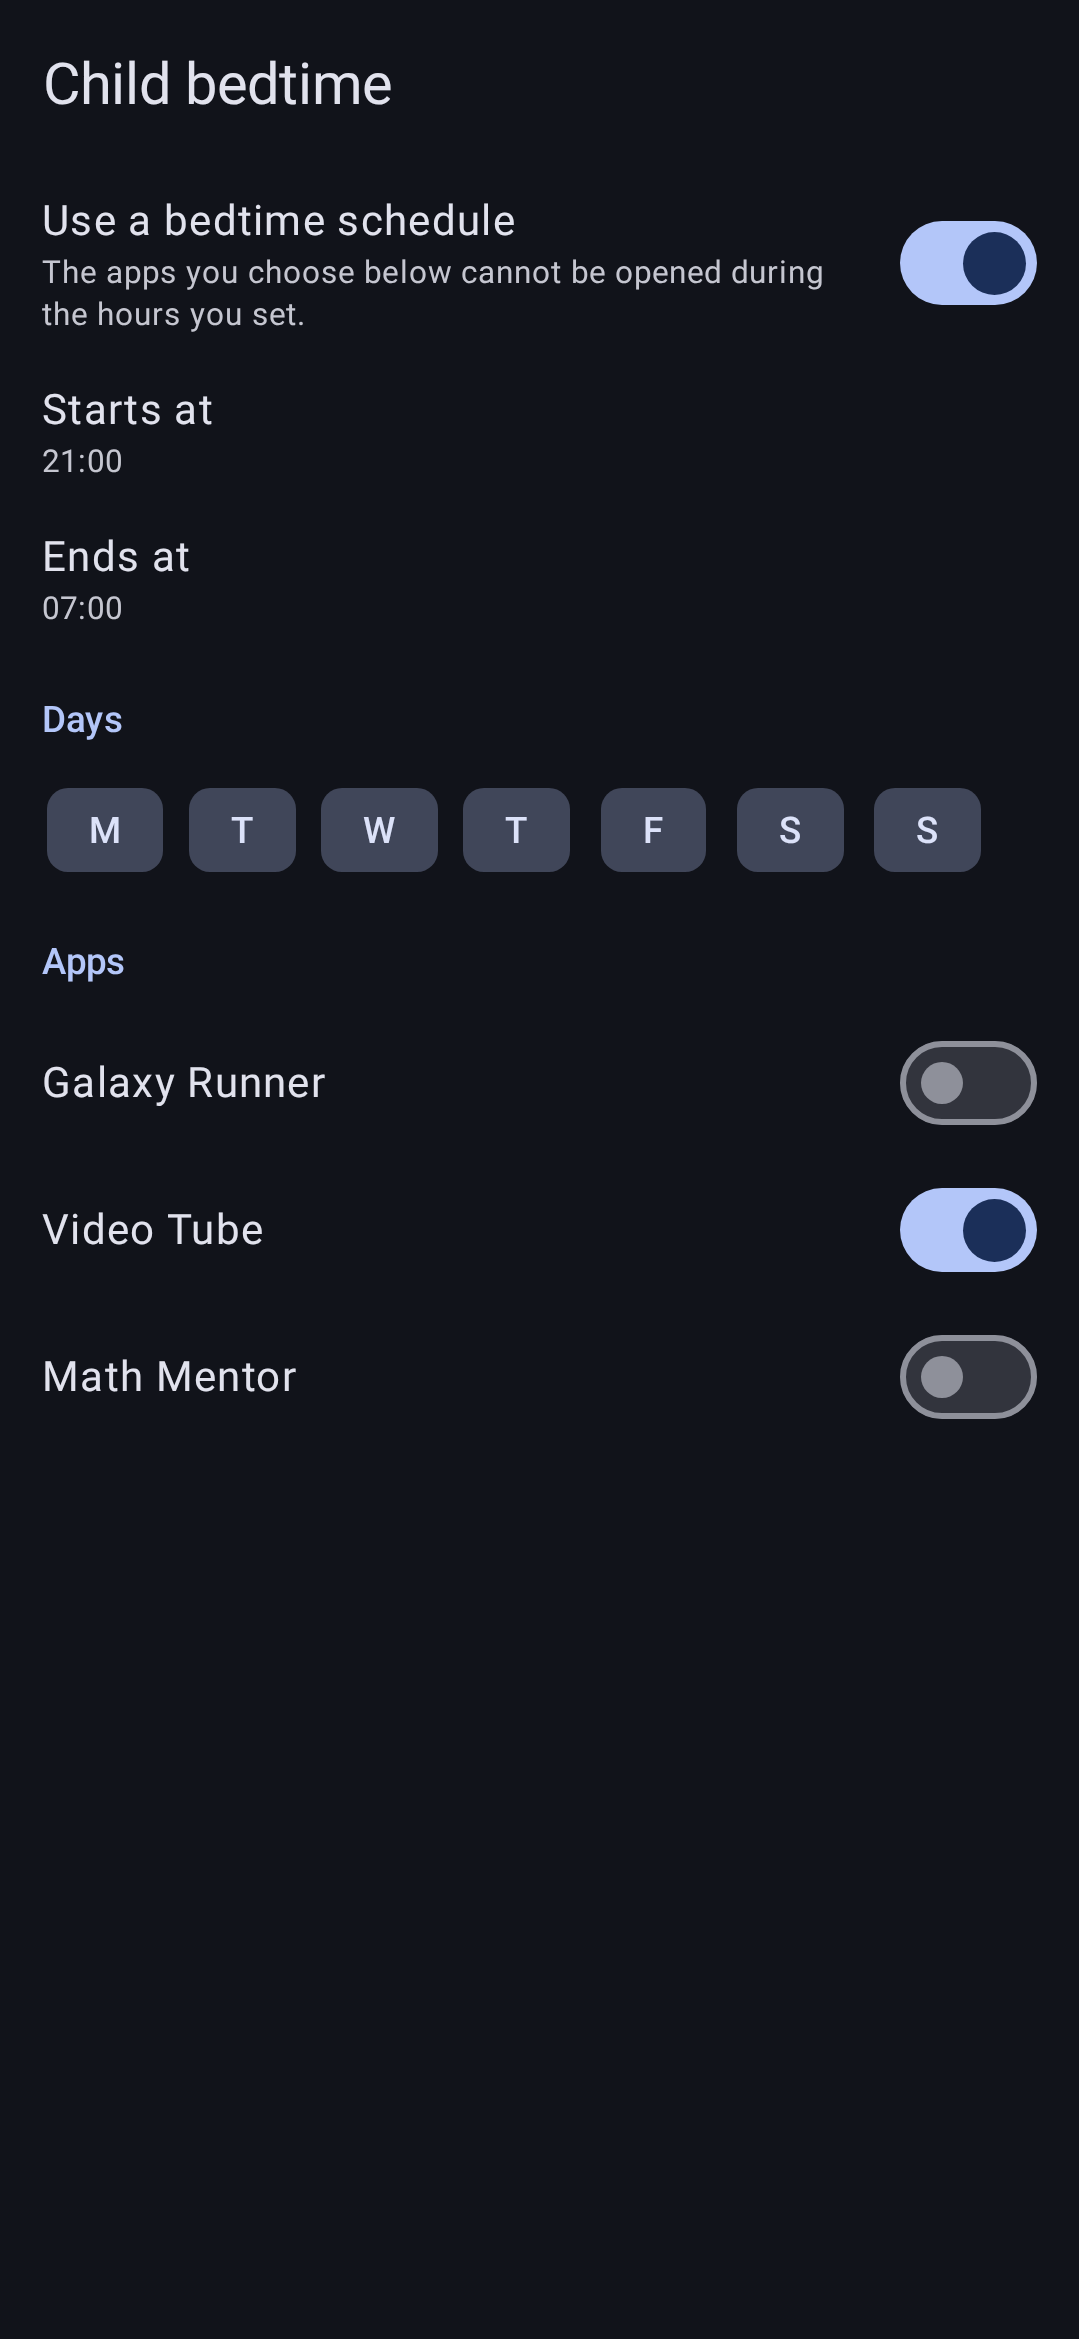 Child bedtime
Use a bedtime schedule
The apps you choose below cannot be opened during
the hours you set.
Starts at
21:00
Ends at
07:00
Days
M T W T F S S
Apps
Galaxy Runner
Video Tube
Math Mentor